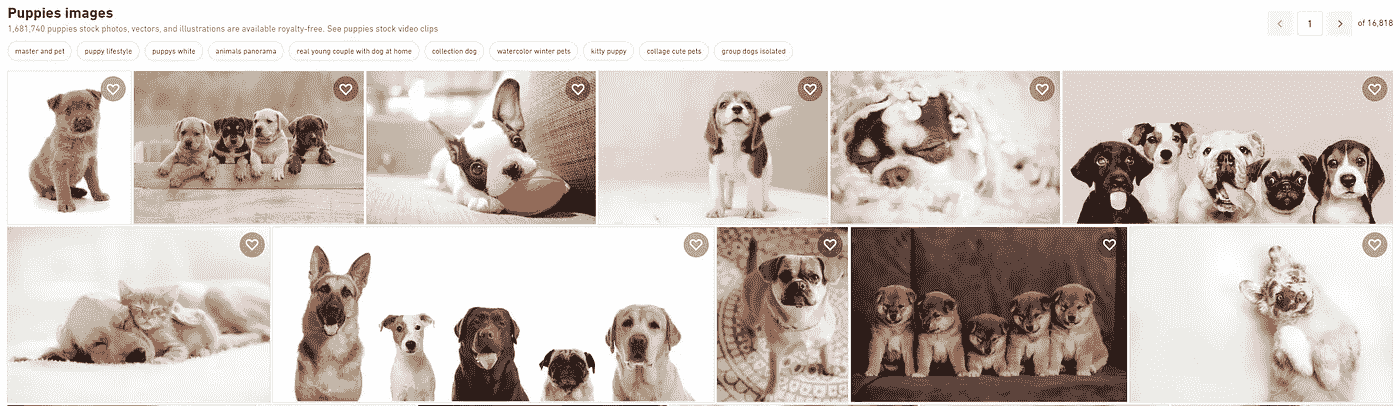 Puppies images
1,681,740 puppies stock photos, vectors, and illustrations are available royalty-free. See puppies stock video clips
1 of 16,818
master and pet puppy lifestyle puppys white animals panorama real young couple with dog at home collection dog watercolor winter pets kitty puppy collage cute pets group dogs isolated